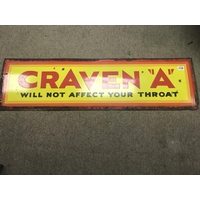 CRAVEN "A"
WILL NOT AFFECT YOUR THROAT